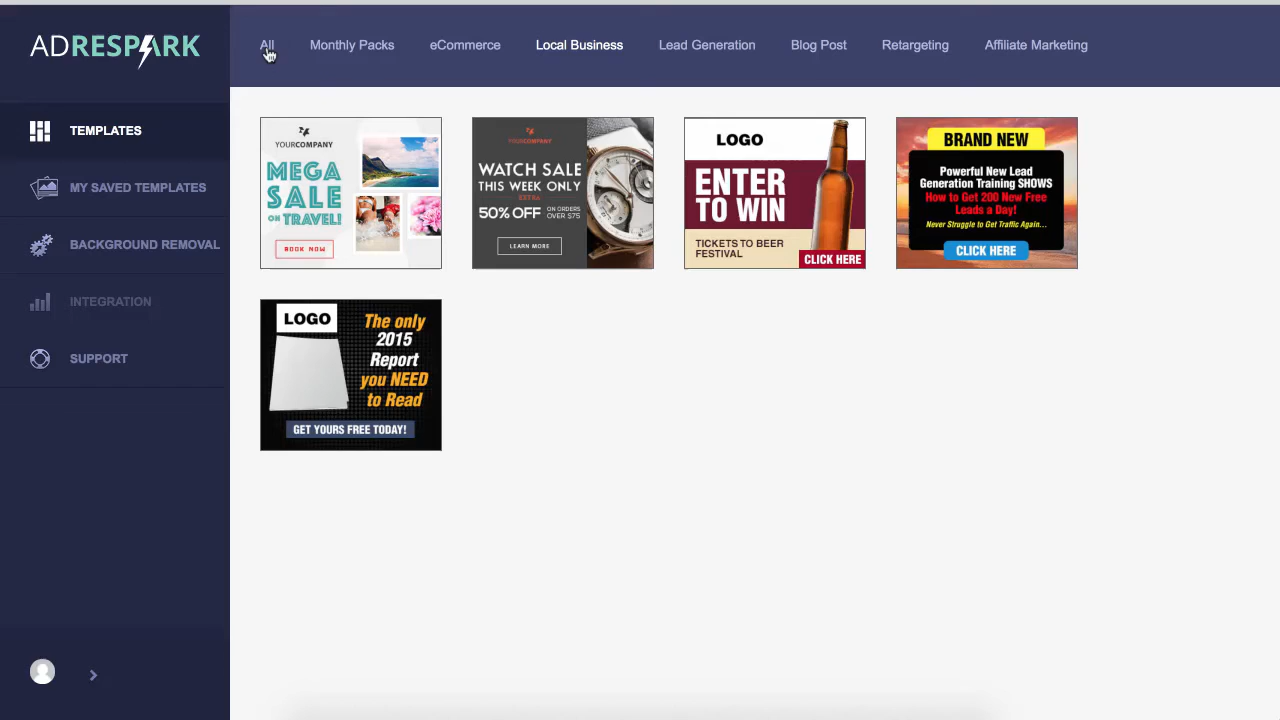 ADRESPARK
All
Monthly Packs
eCommerce
Local Business
Lead Generation
Blog Post
Retargeting
Affiliate Marketing
TEMPLATES
MY SAVED TEMPLATES
BACKGROUND REMOVAL
INTEGRATION
SUPPORT
YOURCOMPANY
MEGA
SALE
ON TRAVEL!
BOOK NOW
YOURCOMPANY
WATCH SALE
THIS WEEK ONLY
EXTRA
50% OFF ON ORDERS
OVER $75
LEARN MORE
LOGO
ENTER
TO WIN
TICKETS TO BEER
FESTIVAL
CLICK HERE
BRAND NEW
Powerful New Lead
Generation Training SHOWS
How to Get 200 New Free
Leads a Day!
Never Struggle to Get Traffic Again...
CLICK HERE
LOGO
The only
2015
Report
you NEED
to Read
GET YOURS FREE TODAY!